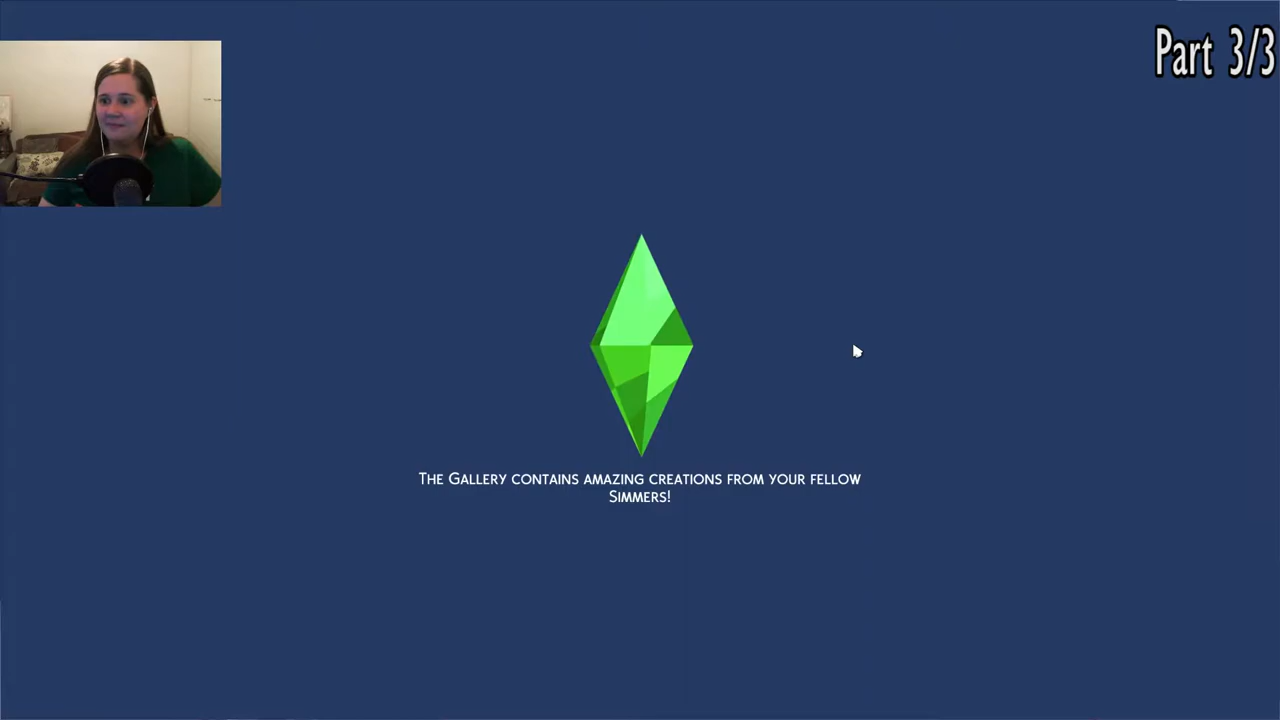 Part 3/3
THE GALLERY CONTAINS AMAZING CREATIONS FROM YOUR FELLOW
SIMMERS!